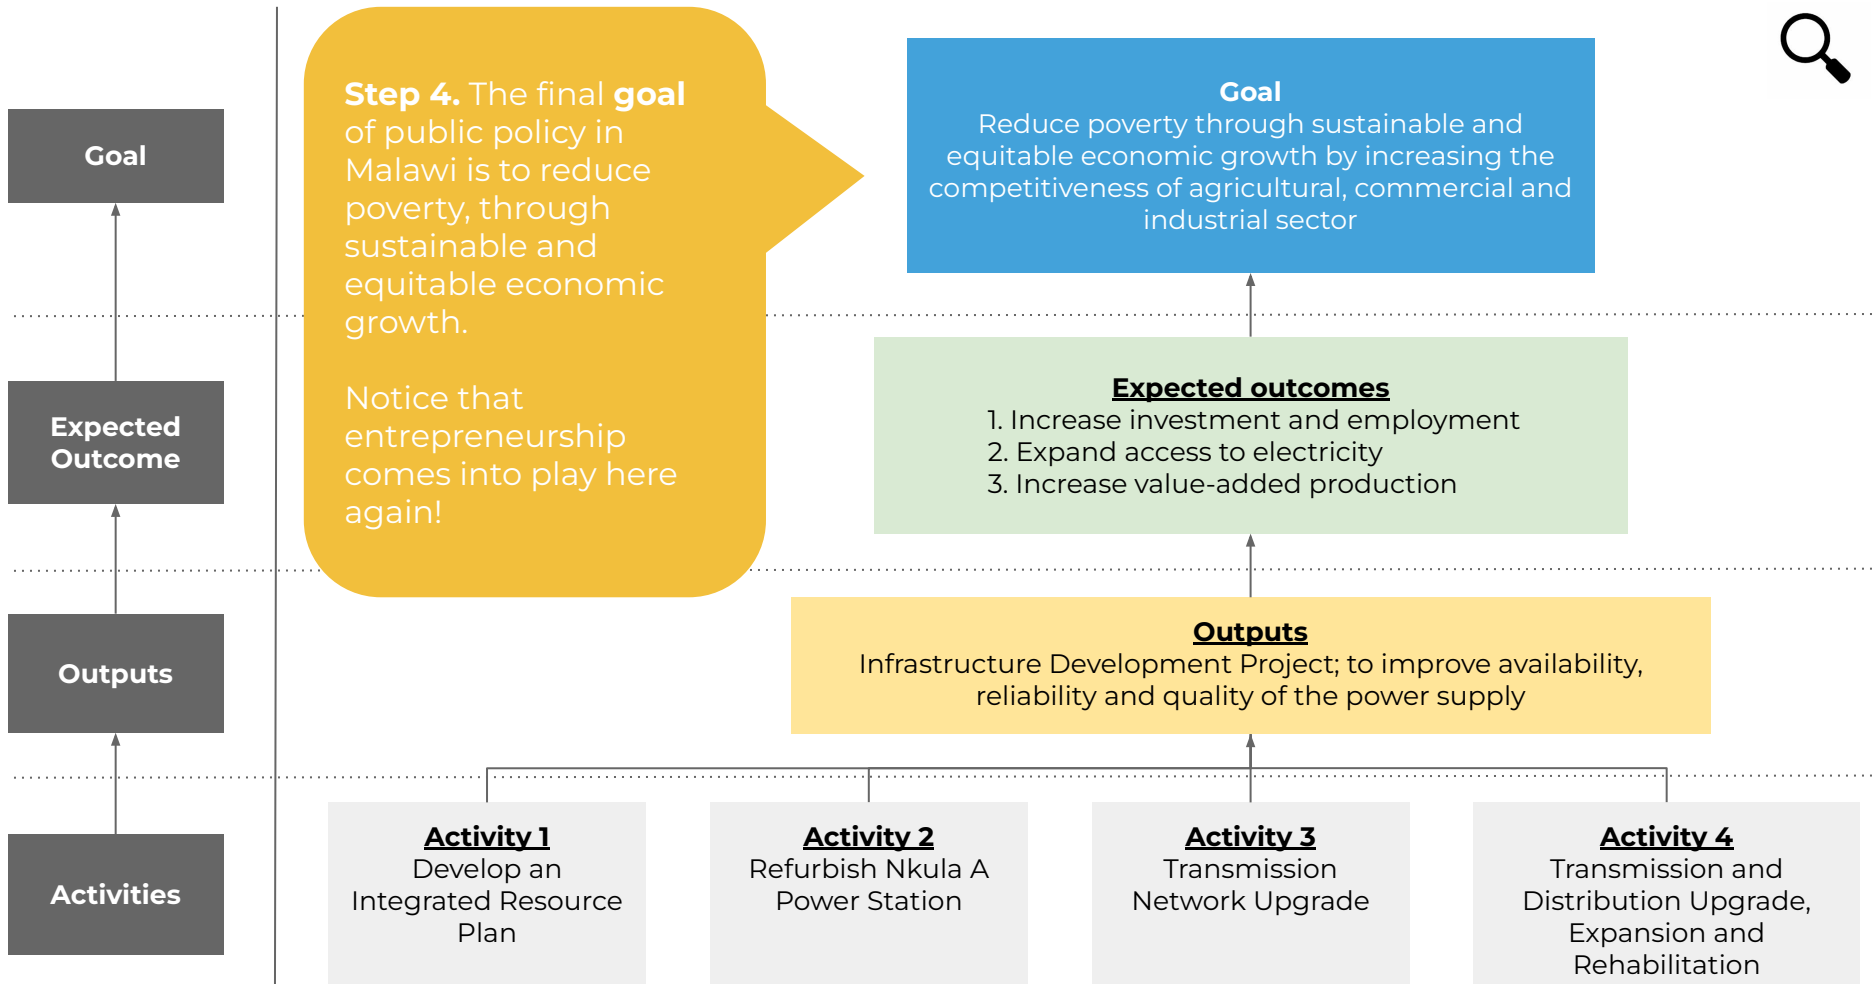 Goal
Expected
Outcome
Outputs
Activities
Step 4. The final goal
of public policy in
Malawi is to reduce
poverty, through
sustainable and
equitable economic
growth.
Notice that
entrepreneurship
comes into play here
again!
Goal
Reduce poverty through sustainable and
equitable economic growth by increasing the
competitiveness of agricultural, commercial and
industrial sector
Expected outcomes
1. Increase investment and employment
2. Expand access to electricity
3. Increase value-added production
Outputs
Infrastructure Development Project; to improve availability,
reliability and quality of the power supply
Activity 1
Develop an
Integrated Resource
Plan
Activity 2
Refurbish Nkula A
Power Station
Activity 3
Transmission
Network Upgrade
Activity 4
Transmission and
Distribution Upgrade,
Expansion and
Rehabilitation